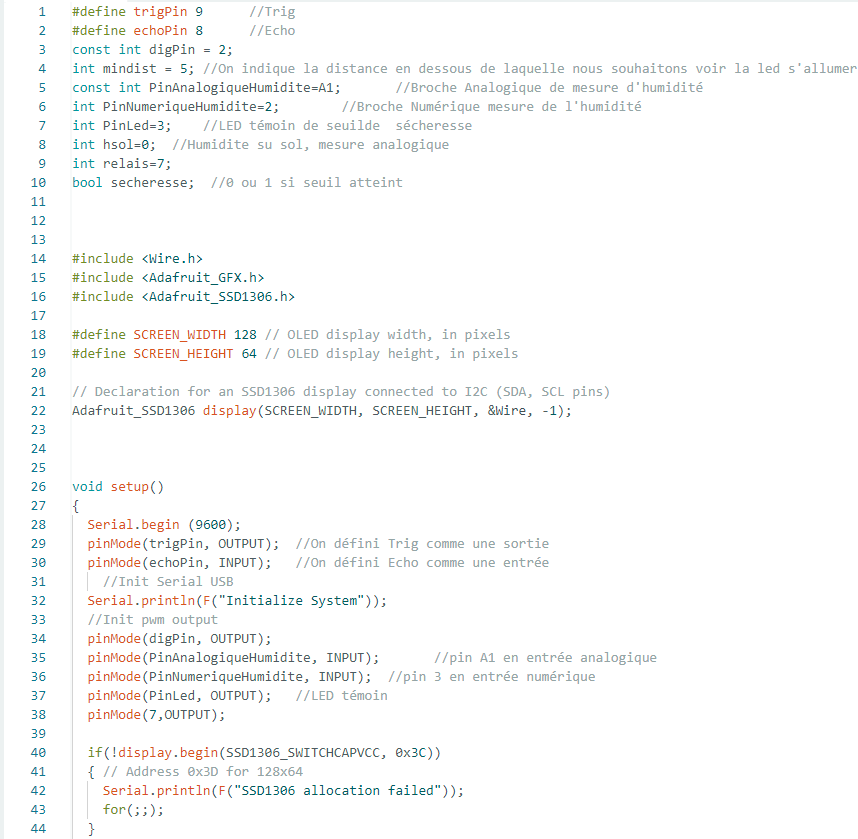 1 #define trigPin 9 //Trig
2 #define echoPin 8 //Echo
3 const int digPin = 2;
4 int mindist = 5; //On indique la distance en dessous de laquelle nous souhaitons voir la led s'allumer
5 const int PinAnalogiqueHumidite=A1; //Broche Analogique de mesure d'humidité
6 int PinNumeriqueHumidite=2; //Broche Numérique mesure de l'humidité
7 int PinLed=3; //LED témoin de seuilde sécheresse
8 int hsol=0; //Humidite su sol, mesure analogique
9 int relais=7;
10 bool secheresse; //0 ou 1 si seuil atteint
11
12
13
14 #include <Wire.h>
15 #include <Adafruit_GFX.h>
16 #include <Adafruit_SSD1306.h>
17
18 #define SCREEN_WIDTH 128 // OLED display width, in pixels
19 #define SCREEN_HEIGHT 64 // OLED display height, in pixels
20
21 // Declaration for an SSD1306 display connected to I2C (SDA, SCL pins)
22 Adafruit_SSD1306 display(SCREEN_WIDTH, SCREEN_HEIGHT, &Wire, -1);
23
24
25
26 void setup()
27 {
28 Serial.begin (9600);
29 pinMode(trigPin, OUTPUT); //On défini Trig comme une sortie
30 pinMode(echoPin, INPUT); //On défini Echo comme une entrée
31 //Init Serial USB
32 Serial.println(F("Initialize System"));
33 //Init pwm output
34 pinMode(digPin, OUTPUT);
35 pinMode(PinAnalogiqueHumidite, INPUT); //pin A1 en entrée analogique
36 pinMode(PinNumeriqueHumidite, INPUT); //pin 3 en entrée numérique
37 pinMode(PinLed, OUTPUT); //LED témoin
38 pinMode(7,OUTPUT);
39
40 if(!display.begin(SSD1306_SWITCHCAPVCC, 0x3C))
41 { // Address 0x3D for 128x64
42 Serial.println(F("SSD1306 allocation failed"));
43 for(;;);
44 }